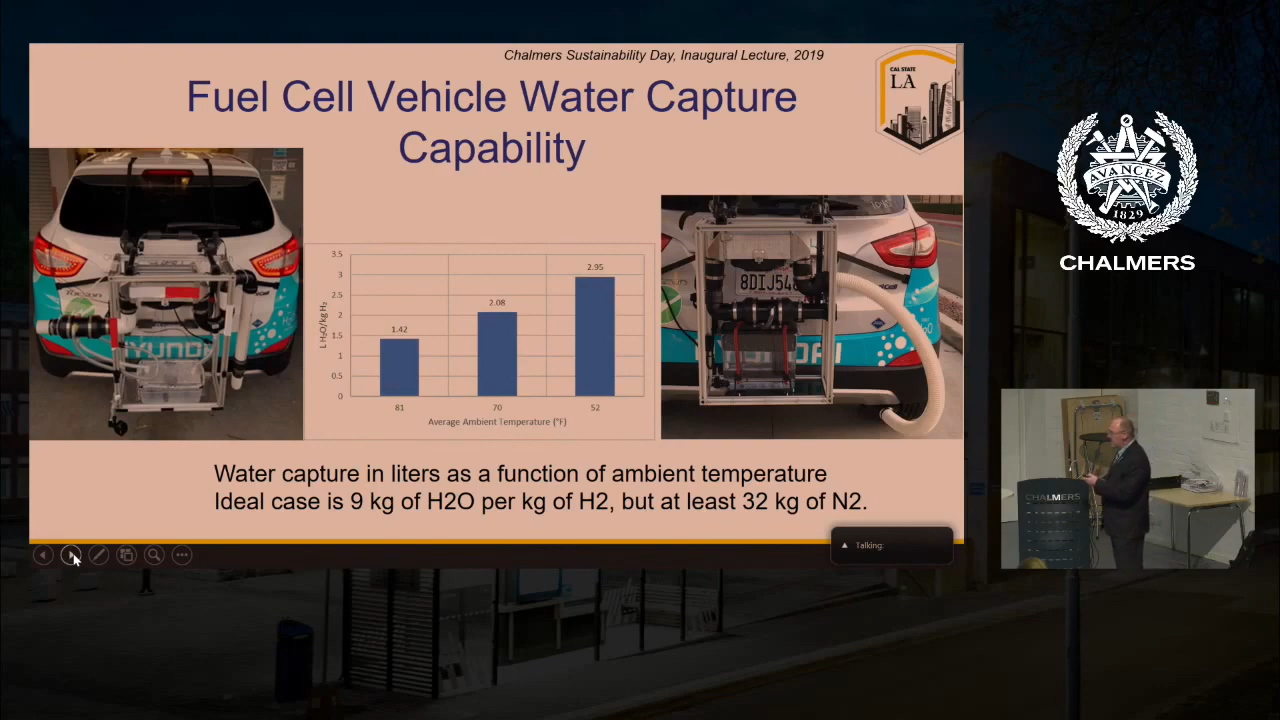 Chalmers Sustainability Day, Inaugural Lecture, 2019
CAL STATE
LA
Fuel Cell Vehicle Water Capture
Capability
HYUNDAI
8DIJ54
3.5
3
2.5
2
1.5
1
0.5
0
L H₂O/kg H₂
1.42
2.08
2.95
81
70
52
Average Ambient Temperature (°F)
Water capture in liters as a function of ambient temperature
Ideal case is 9 kg of H2O per kg of H2, but at least 32 kg of N2.
Talking:
AVANCEZ
1829
CHALMERS
CHALMERS